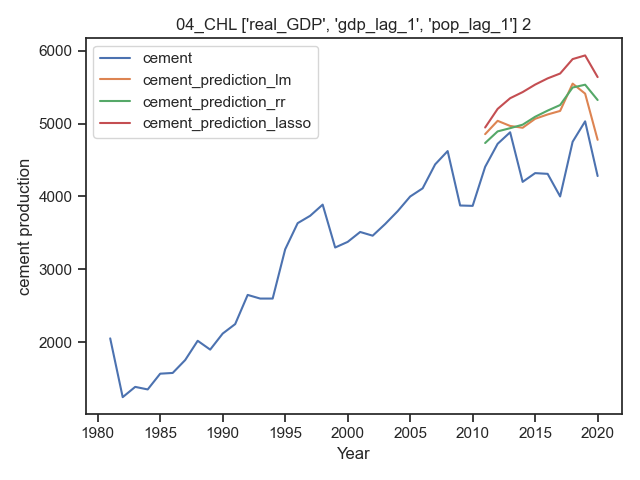 04_CHL ['real_GDP', 'gdp_lag_1', 'pop_lag_1'] 2
cement
cement_prediction_lm
cement_prediction_rr
cement_prediction_lasso
cement production
6000
5000
4000
3000
2000
1980
1985
1990
1995
2000
2005
2010
2015
2020
Year